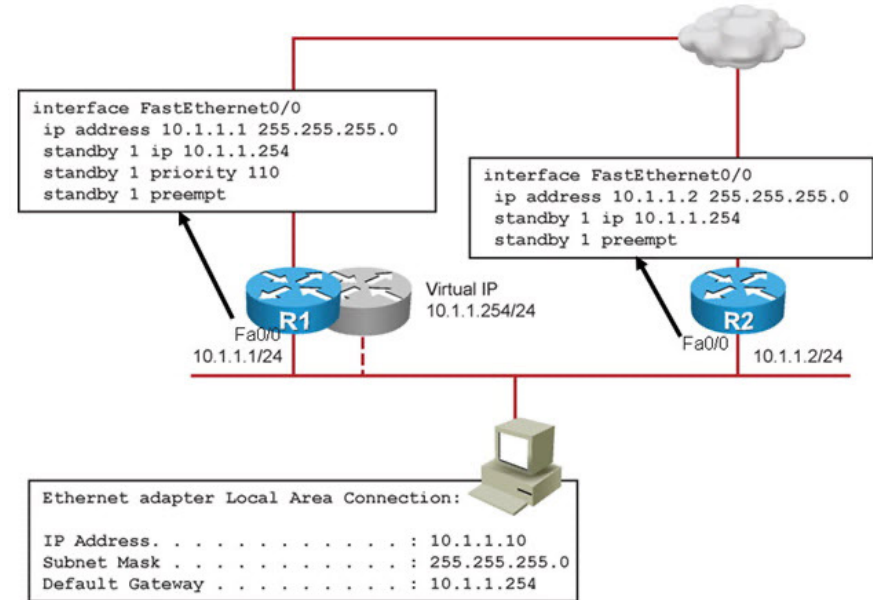 interface FastEthernet0/0
ip address 10.1.1.1 255.255.255.0
standby 1 ip 10.1.1.254
standby 1 priority 110
standby 1 preempt
interface FastEthernet0/0
ip address 10.1.1.2 255.255.255.0
standby 1 ip 10.1.1.254
standby 1 preempt
R1
Virtual IP
10.1.1.254/24
R2
Fa0/0
10.1.1.1/24
Fa0/0
10.1.1.2/24
Ethernet adapter Local Area Connection:
IP Address. . . . . . . . . . . . : 10.1.1.10
Subnet Mask . . . . . . . . . . . : 255.255.255.0
Default Gateway . . . . . . . . . : 10.1.1.254